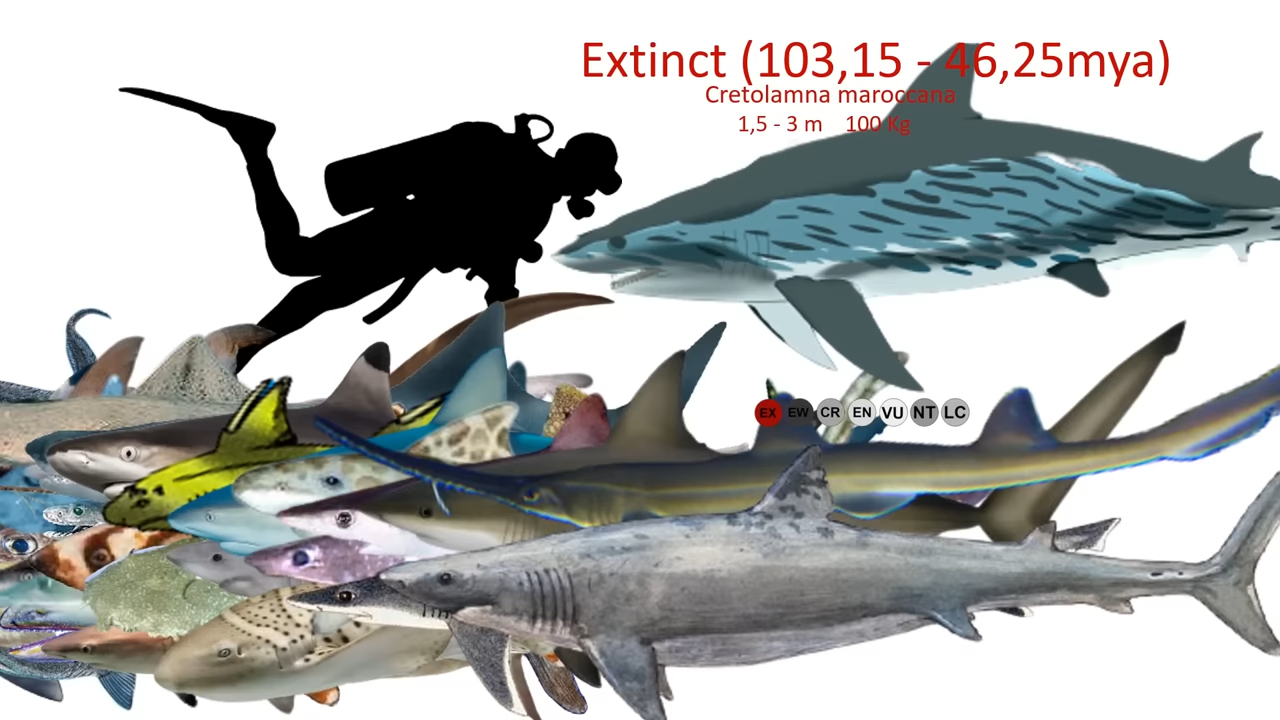 Extinct (103,15 - 46,25mya)
Cretolamna maroccana
1,5 - 3 m 100 Kg
EX EW CR EN VU NT LC